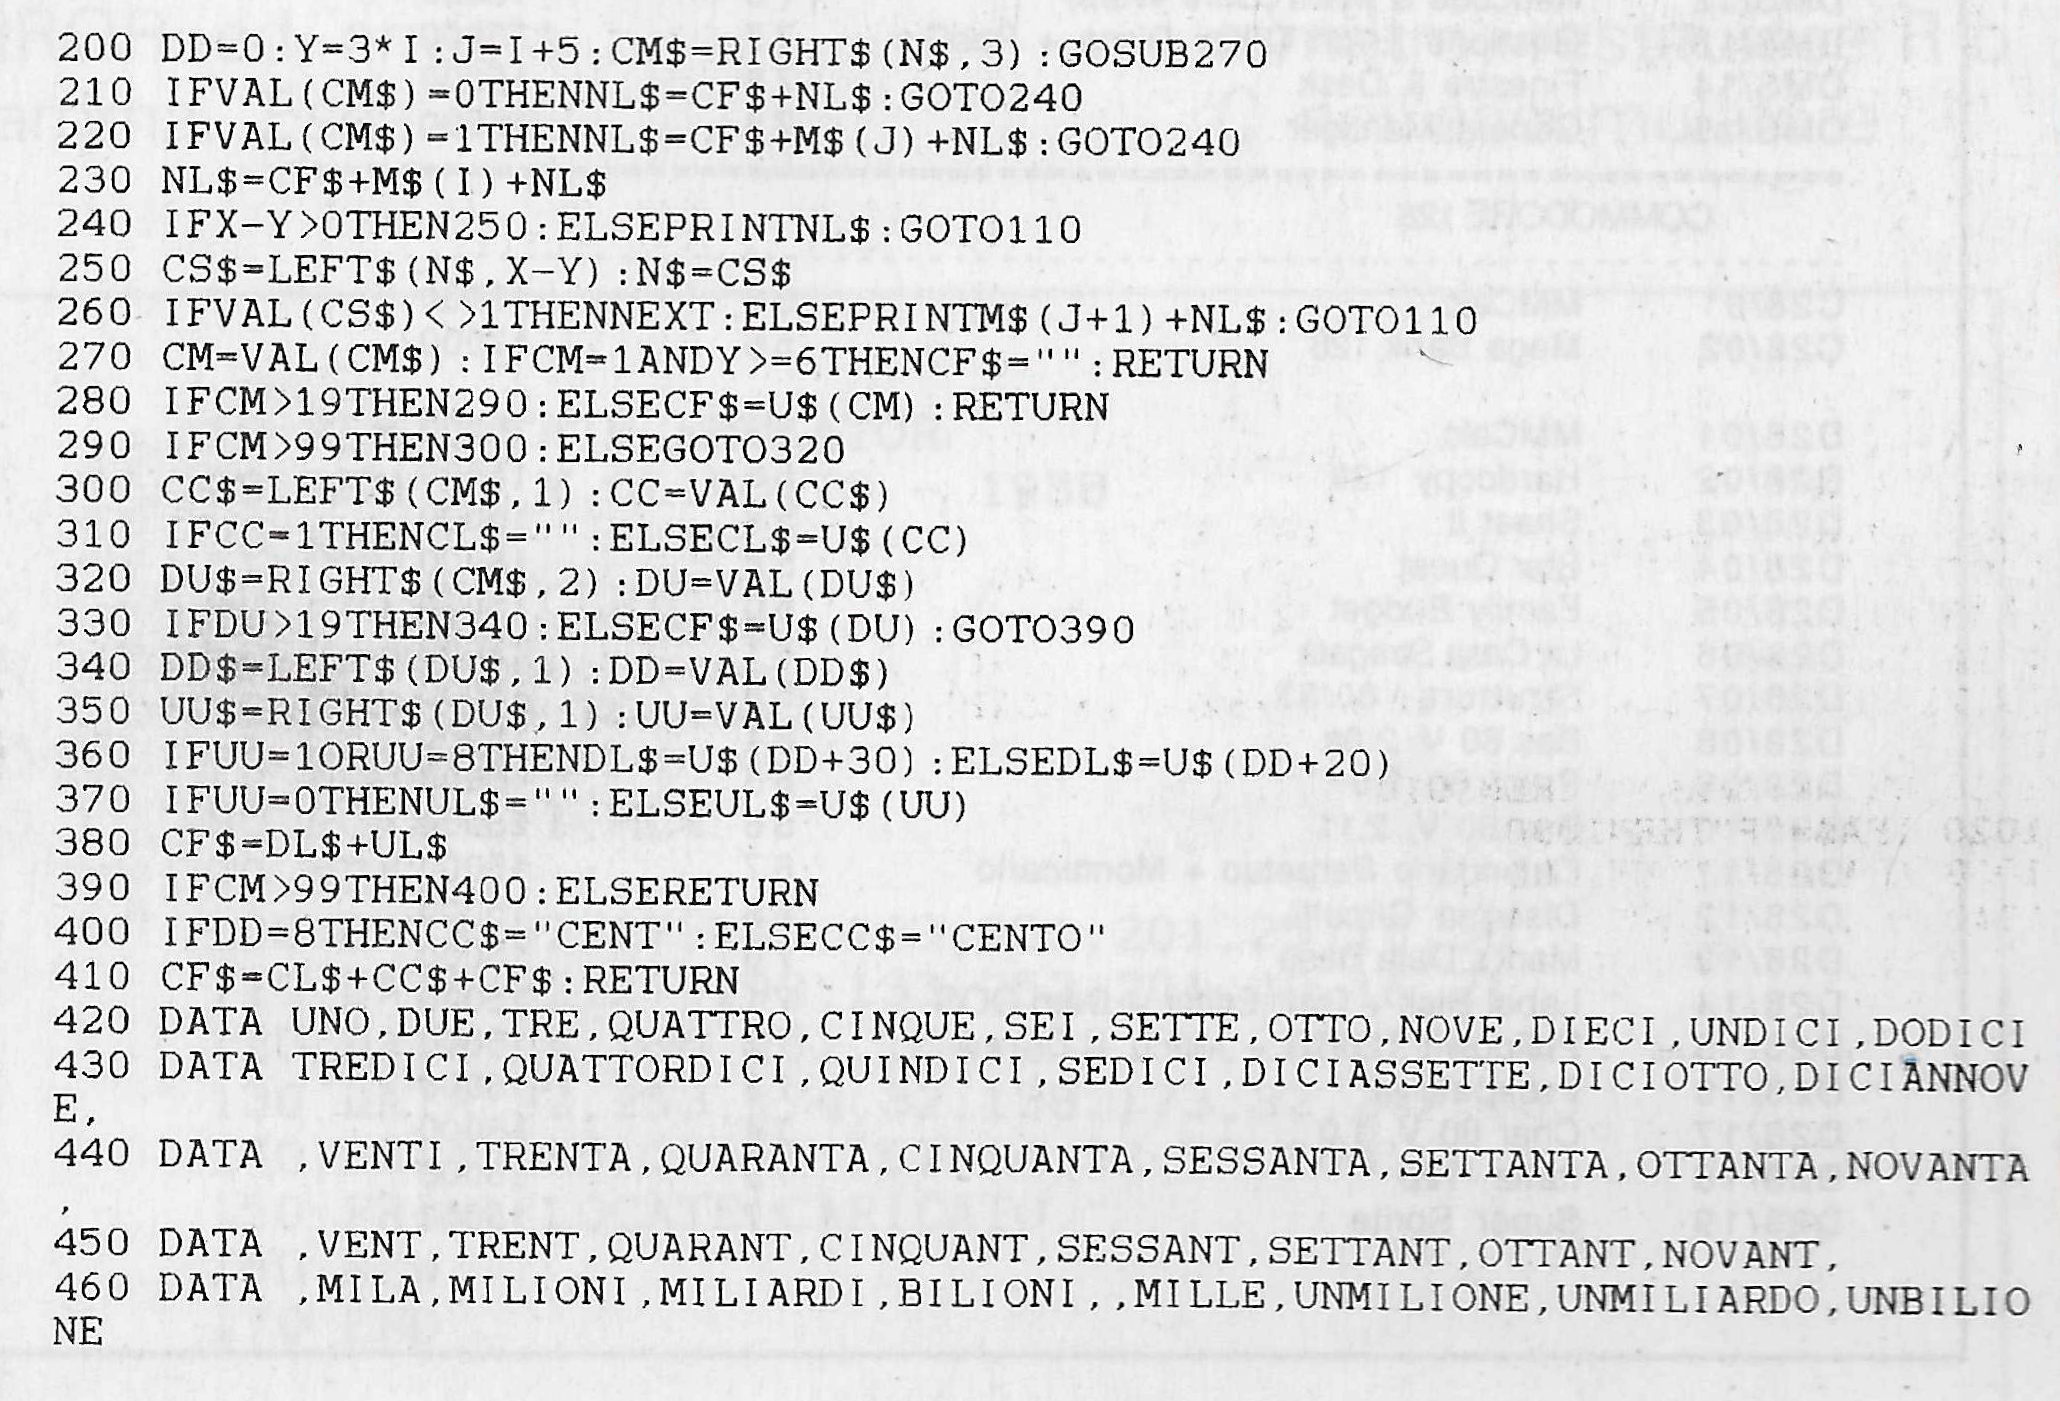 200 DD=0:Y=3*I:J=I+5:CM$=RIGHT$(N$,3):GOSUB270
210 IFVAL(CM$)=0THENNL$=CF$+NL$:GOTO240
220 IFVAL(CM$)=1THENNL$=CF$+M$(J)+NL$:GOTO240
230 NL$=CF$+M$(I)+NL$
240 IFX-Y>0THEN250:ELSEPRINTNL$:GOTO110
250 CS$=LEFT$(N$,X-Y):N$=CS$
260 IFVAL(CS$)<>1THENNEXT:ELSEPRINTM$(J+1)+NL$:GOTO110
270 CM=VAL(CM$):IFCM=1ANDY>=6THENCF$="":RETURN
280 IFCM>19THEN290:ELSECF$=U$(CM):RETURN
290 IFCM>99THEN300:ELSEGOTO320
300 CC$=LEFT$(CM$,1):CC=VAL(CC$)
310 IFCC=1THENCL$="":ELSECL$=U$(CC)
320 DU$=RIGHT$(CM$,2):DU=VAL(DU$)
330 IFDU>19THEN340:ELSECF$=U$(DU):GOTO390
340 DD$=LEFT$(DU$,1):DD=VAL(DD$)
350 UU$=RIGHT$(DU$,1):UU=VAL(UU$)
360 IFUU=1ORUU=8THENDL$=U$(DD+30):ELSEDL$=U$(DD+20)
370 IFUU=0THENUL$="":ELSEUL$=U$(UU)
380 CF$=DL$+UL$
390 IFCM>99THEN400:ELSERETURN
400 IFDD=8THENCC$="CENT":ELSECC$="CENTO"
410 CF$=CL$+CC$+CF$:RETURN
420 DATA UNO,DUE,TRE,QUATTRO,CINQUE,SEI,SETTE,OTTO,NOVE,DIECI,UNDICI,DODICI
430 DATA TREDICI,QUATTORDICI,QUINDICI,SEDICI,DICIASSETTE,DICIOTTO,DICIANNOV
E,
440 DATA ,VENTI,TRENTA,QUARANTA,CINQUANTA,SESSANTA,SETTANTA,OTTANTA,NOVANTA
,
450 DATA ,VENT,TRENT,QUARANT,CINQUANT,SESSANT,SETTANT,OTTANT,NOVANT,
460 DATA ,MILA,MILIONI,MILIARDI,BILIONI,,MILLE,UNMILIONE,UNMILIARDO,UNBILIO
NE